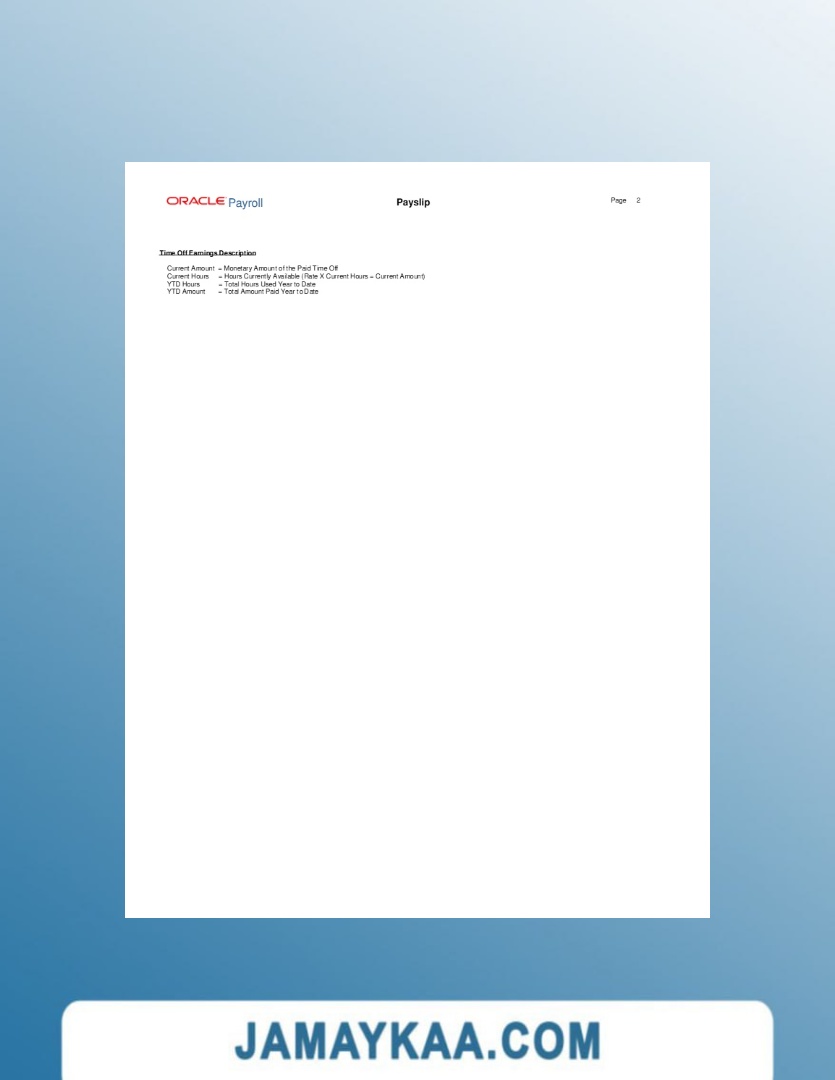 ORACLE Payroll Payslip Page 2
Time Off Earnings Description
Current Amount = Monetary Amount of the Paid Time Off
Current Hours = Hours Currently Available (Rate X Current Hours = Current Amount)
YTD Hours = Total Hours Used Year to Date
YTD Amount = Total Amount Paid Year to Date
JAMAYKAA.COM